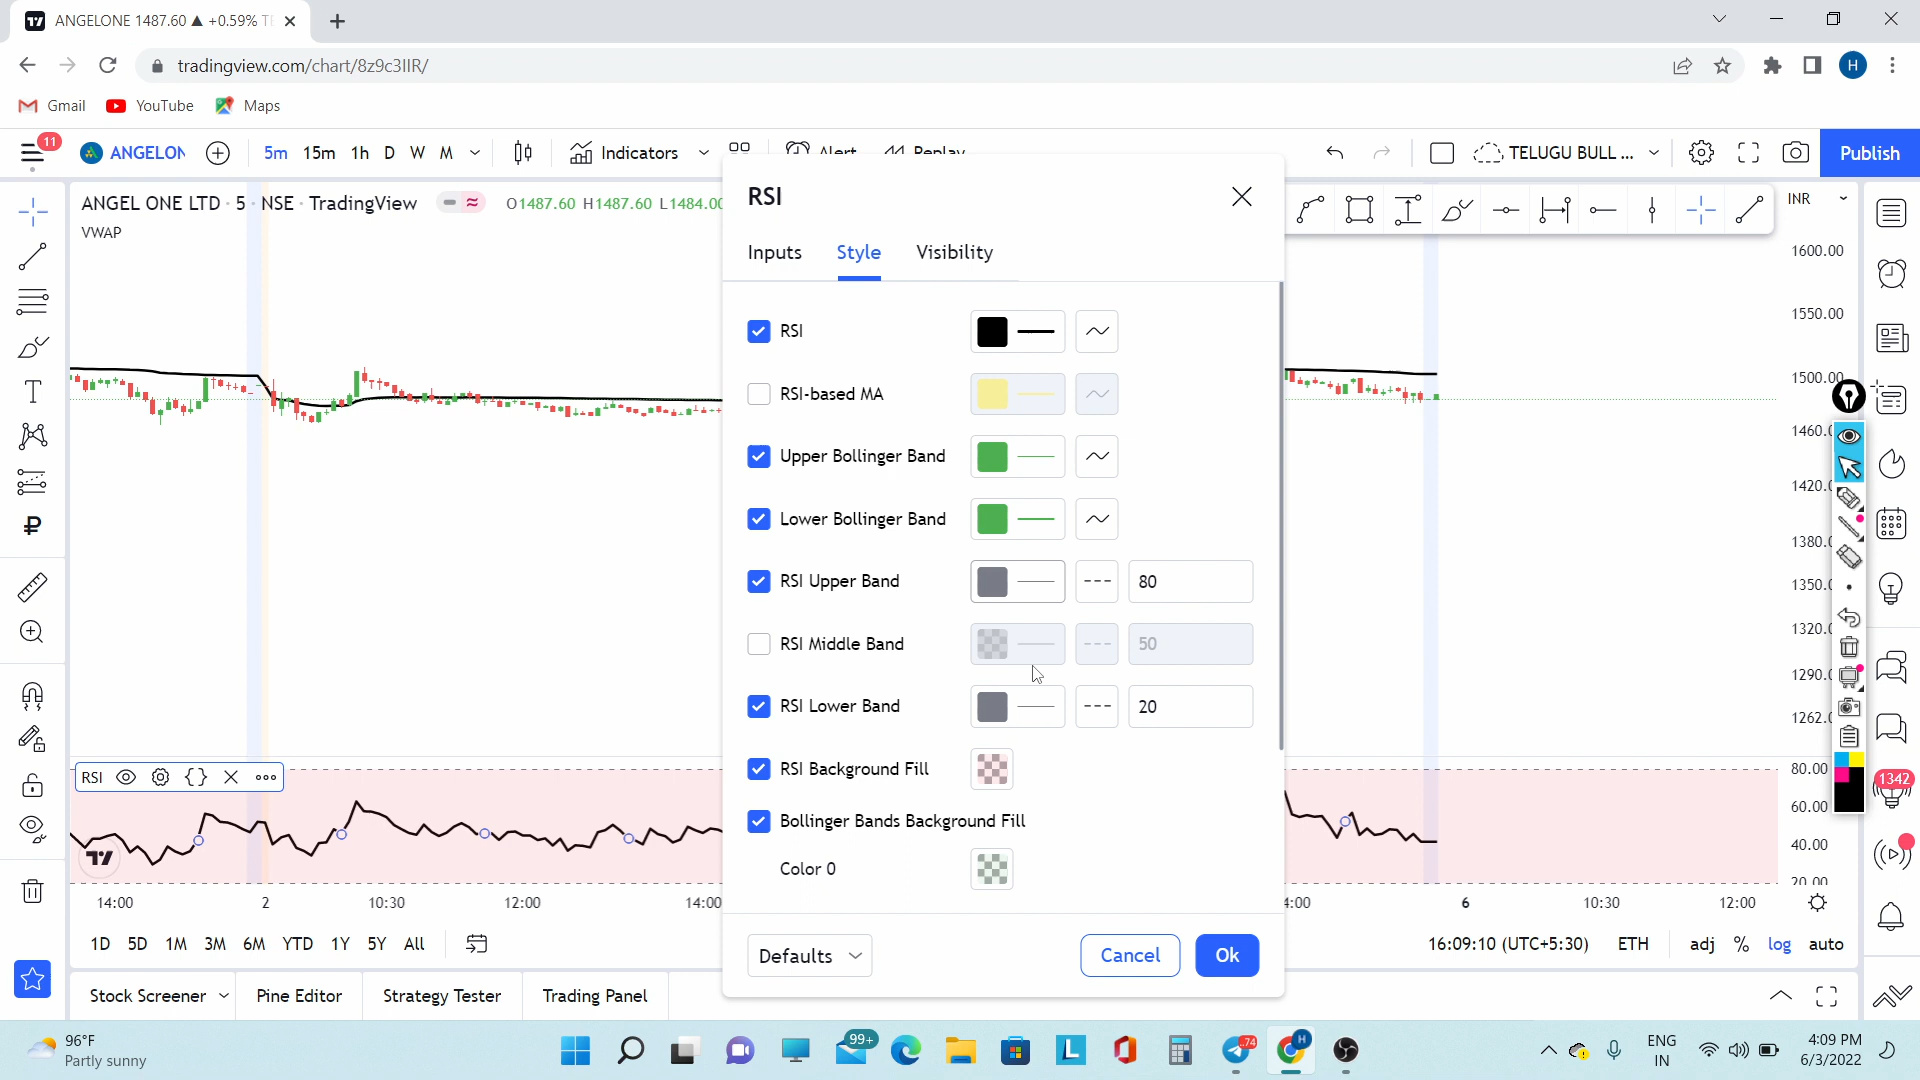 ANGELONE 1487.60 ▲ +0.59%
tradingview.com/chart/8z9c3IIR/
H
Gmail YouTube Maps
11
ANGELON 5m 15m 1h D W M Indicators Alert Replay TELUGU BULL ... Publish
ANGEL ONE LTD · 5 · NSE · TradingView O1487.60 H1487.60 L1484.00
VWAP
INR
RSI
Inputs Style Visibility
RSI
RSI-based MA
Upper Bollinger Band
Lower Bollinger Band
RSI Upper Band 80
RSI Middle Band 50
RSI Lower Band 20
RSI Background Fill
Bollinger Bands Background Fill
Color 0
Defaults Cancel Ok
1600.00
1550.00
1500.00
1460.
1420.
1380.
1350.
1320.
1290.
1262.
80.00
60.00
40.00
20.00
1342
RSI
14:00 2 10:30 12:00 14:00 4:00 6 10:30 12:00
1D 5D 1M 3M 6M YTD 1Y 5Y All 16:09:10 (UTC+5:30) ETH adj % log auto
Stock Screener Pine Editor Strategy Tester Trading Panel
96°F
Partly sunny
99+
L
74
H
ENG
IN
4:09 PM
6/3/2022